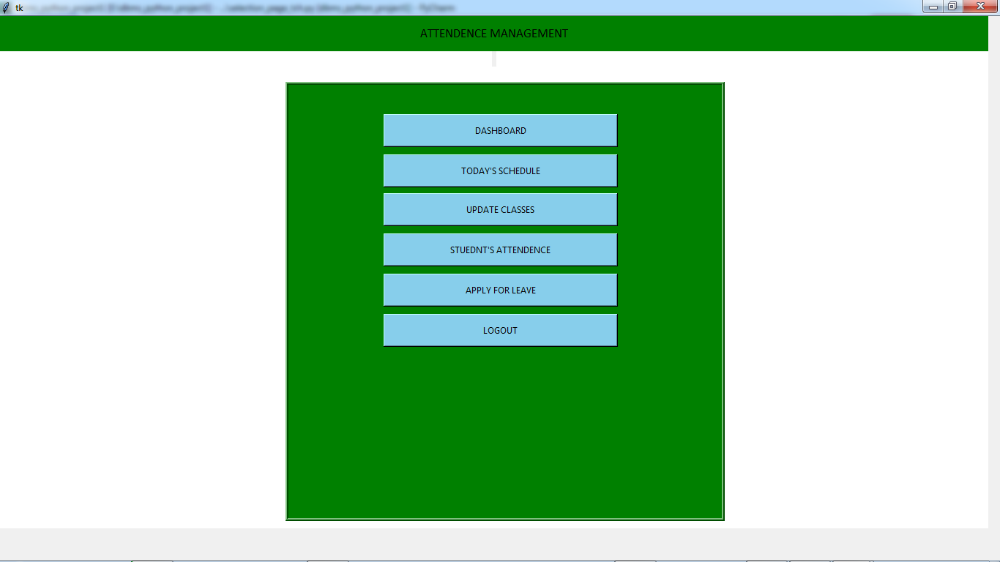 tk
ATTENDENCE MANAGEMENT
DASHBOARD
TODAY'S SCHEDULE
UPDATE CLASSES
STUEDNT'S ATTENDENCE
APPLY FOR LEAVE
LOGOUT